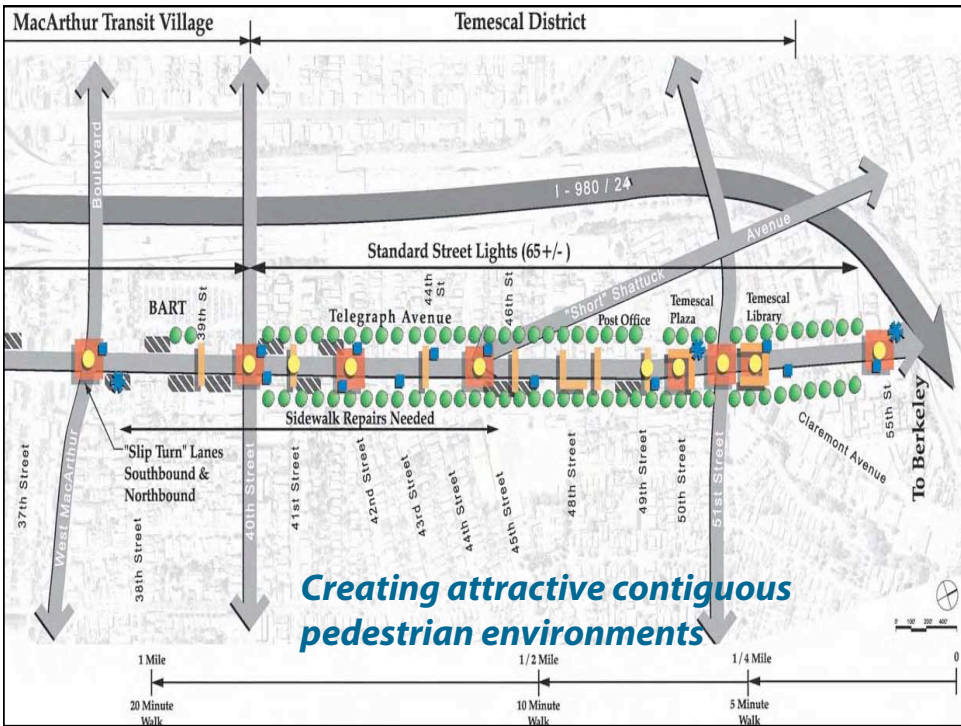 MacArthur Transit Village
Temescal District
Boulevard
I - 980 / 24
Avenue
"Short" Shattuck
Standard Street Lights (65+/- )
BART
39th St
Telegraph Avenue
44th
St
46th St
Post Office
Temescal
Plaza
Temescal
Library
Sidewalk Repairs Needed
"Slip Turn" Lanes
Southbound &
Northbound
37th Street
West MacArthur
38th Street
40th Street
41st Street
42nd Street
43rd Street
44th Street
45th Street
48th Street
49th Street
50th Street
51st Street
Claremont Avenue
55th St
To Berkeley
Creating attractive contiguous
pedestrian environments
0 100 200 400
1 Mile
1 / 2 Mile
1 / 4 Mile
0
20 Minute
Walk
10 Minute
Walk
5 Minute
Walk